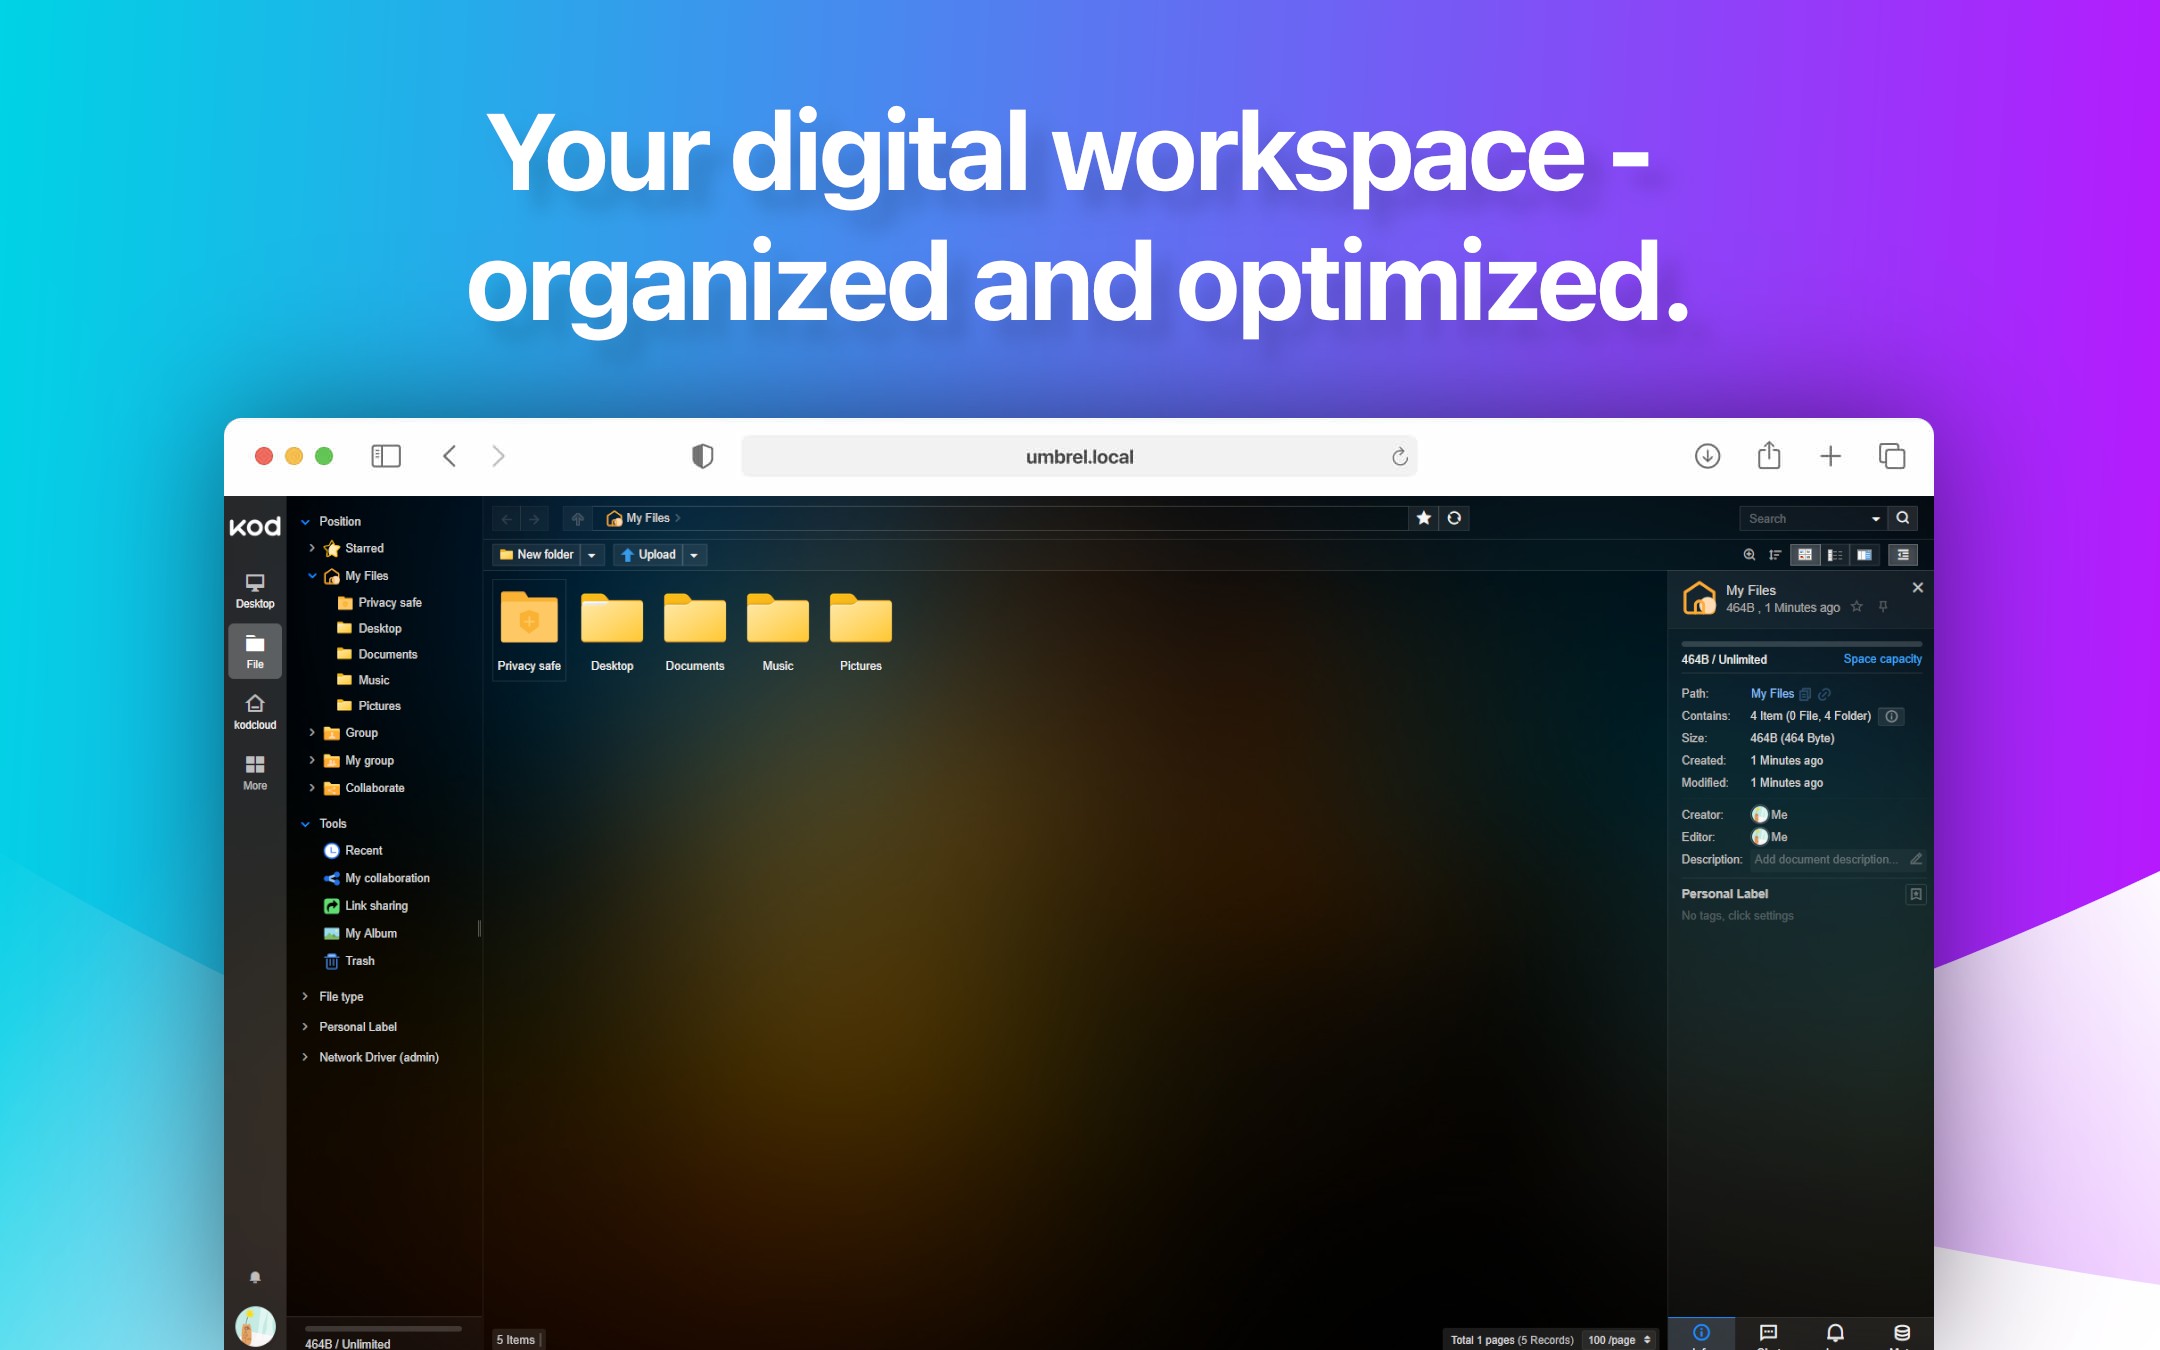 Your digital workspace -
organized and optimized.
umbrel.local
kod
Desktop
File
kodcloud
More
Position
Starred
My Files
Privacy safe
Desktop
Documents
Music
Pictures
Group
My group
Collaborate
Tools
Recent
My collaboration
Link sharing
My Album
Trash
File type
Personal Label
Network Driver (admin)
464B / Unlimited
My Files
Search
New folder
Upload
Privacy safe
Desktop
Documents
Music
Pictures
5 Items
Total 1 pages (5 Records) 100 /page
My Files
464B , 1 Minutes ago
464B / Unlimited Space capacity
Path: My Files
Contains: 4 Item (0 File, 4 Folder)
Size: 464B (464 Byte)
Created: 1 Minutes ago
Modified: 1 Minutes ago
Creator: Me
Editor: Me
Description: Add document description...
Personal Label
No tags, click settings